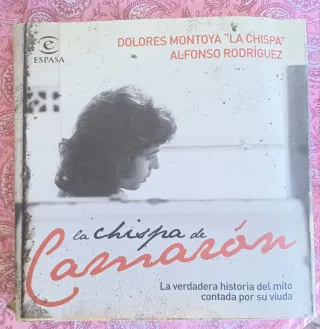 DOLORES MONTOYA "LA CHISPA"
ALFONSO RODRÍGUEZ
e
ESPASA
la chispa de
Camarón
La verdadera historia del mito
contada por su viuda